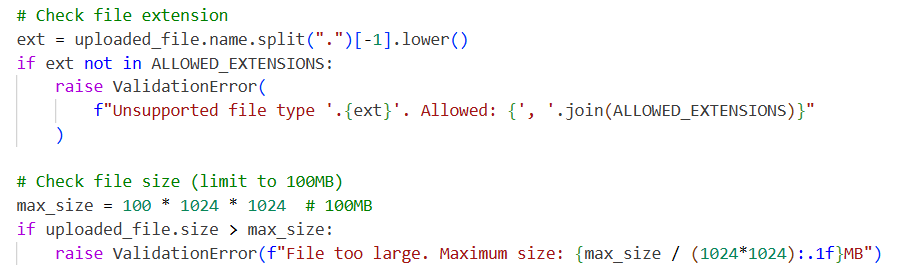 # Check file extension
ext = uploaded_file.name.split(".")[-1].lower()
if ext not in ALLOWED_EXTENSIONS:
    raise ValidationError(
        f"Unsupported file type '.{ext}'. Allowed: {', '.join(ALLOWED_EXTENSIONS)}"
    )

# Check file size (limit to 100MB)
max_size = 100 * 1024 * 1024  # 100MB
if uploaded_file.size > max_size:
    raise ValidationError(f"File too large. Maximum size: {max_size / (1024*1024):.1f}MB")